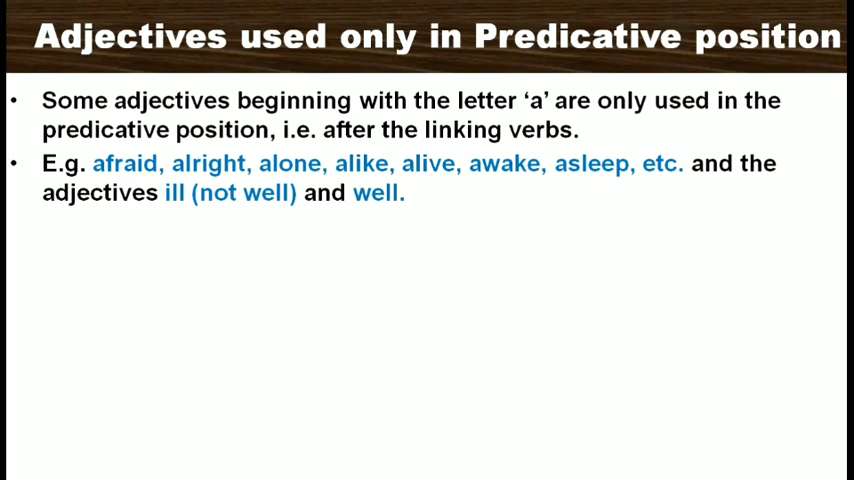 Adjectives used only in Predicative position
• Some adjectives beginning with the letter ‘a’ are only used in the
predicative position, i.e. after the linking verbs.
• E.g. afraid, alright, alone, alike, alive, awake, asleep, etc. and the
adjectives ill (not well) and well.